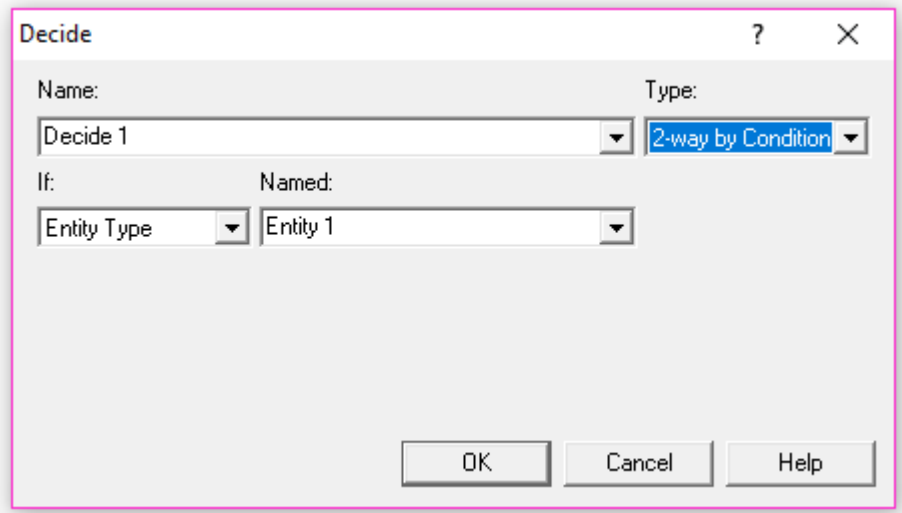 Decide ?
Name: Type:
Decide 1 2-way by Condition
If: Named:
Entity Type Entity 1
OK Cancel Help